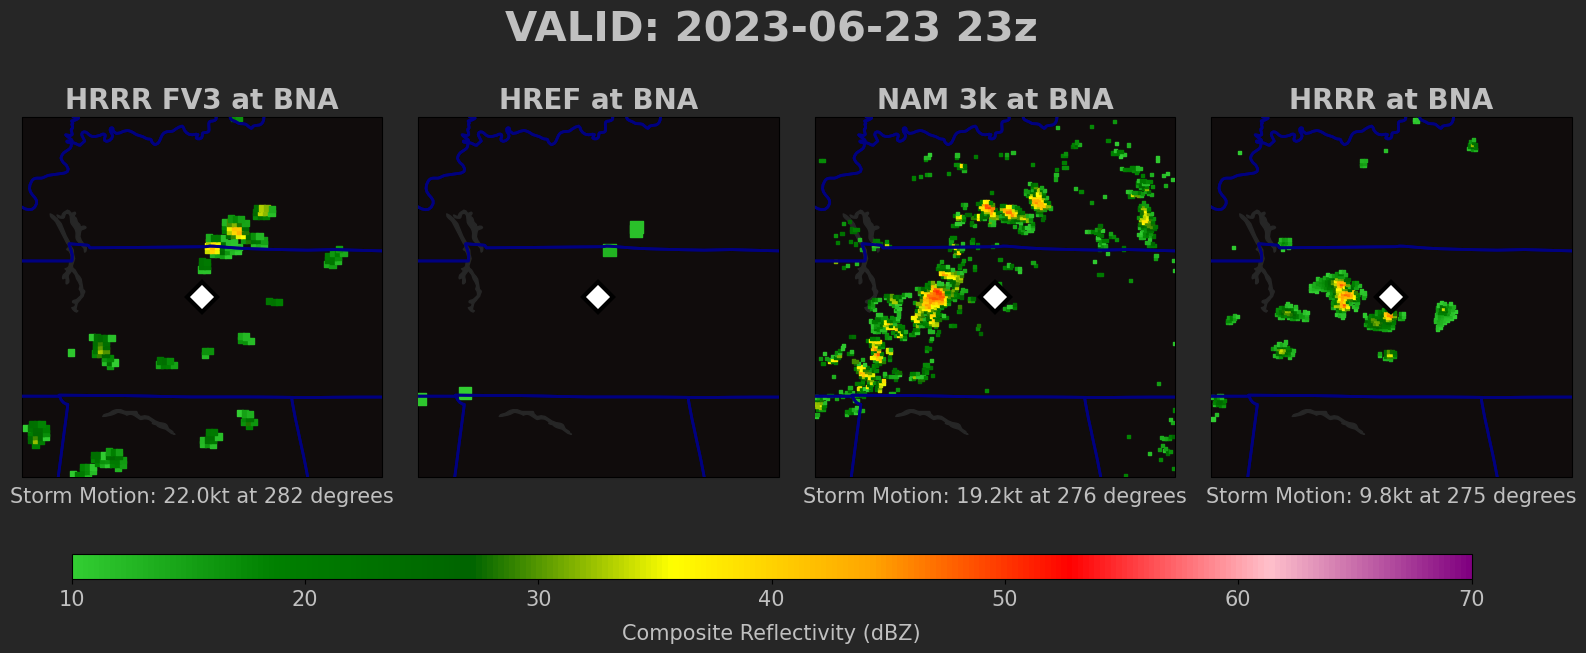 VALID: 2023-06-23 23z
HRRR FV3 at BNA
HREF at BNA
NAM 3k at BNA
HRRR at BNA
Storm Motion: 22.0kt at 282 degrees
Storm Motion: 19.2kt at 276 degrees
Storm Motion: 9.8kt at 275 degrees
10 20 30 40 50 60 70
Composite Reflectivity (dBZ)